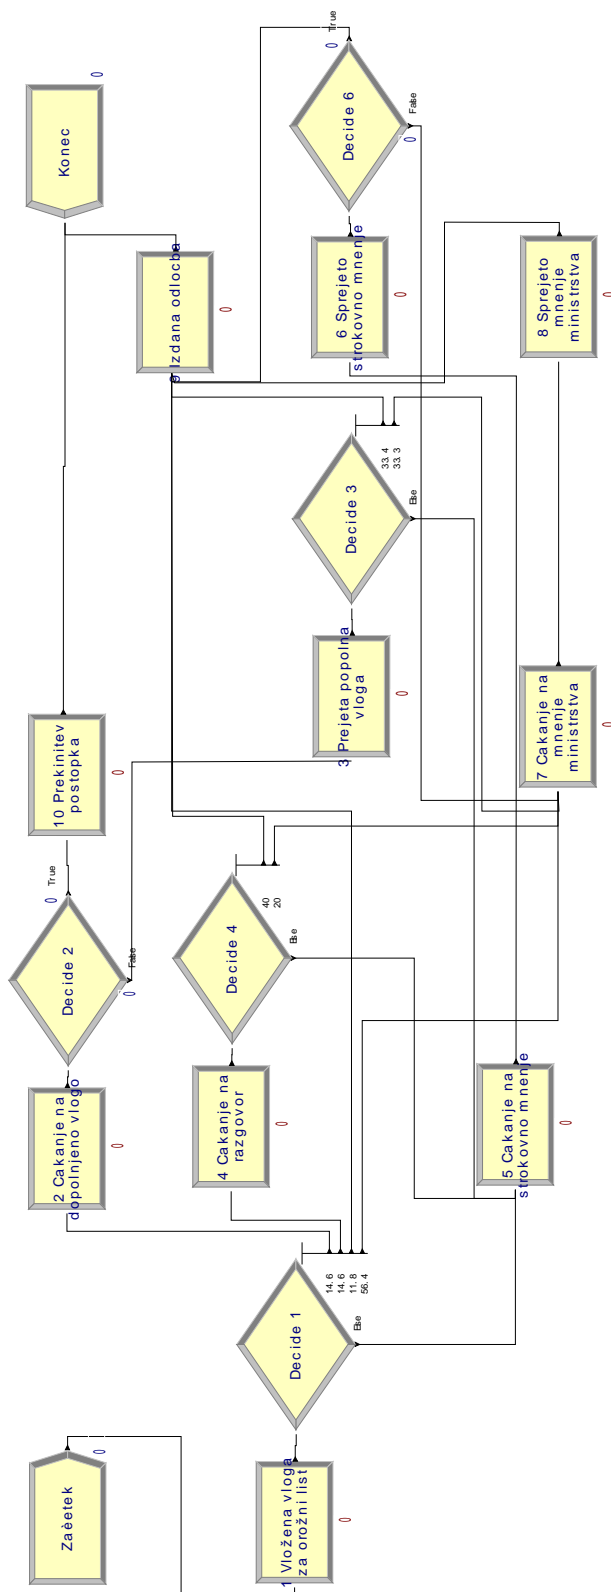 Zaèetek
0
1 Vložena vloga
za orožni list
0
Decide 1
14.6
14.6
11.8
56.4
Else
2 Cakanje na
dopolnjeno vlogo
0
4 Cakanje na
razgovor
0
5 Cakanje na
strokovno mnenje
0
Decide 2
True
0
False
0
Decide 4
40
20
Else
10 Prekinitev
postopka
0
3 Prejeta popolna
vloga
0
7 Cakanje na
mnenje
ministrstva
0
Decide 3
33.4
33.3
Else
9 Izdana odlocba
0
6 Sprejeto
strokovno mnenje
0
8 Sprejeto
mnenje
ministrstva
0
Konec
0
Decide 6
True
0
False
0